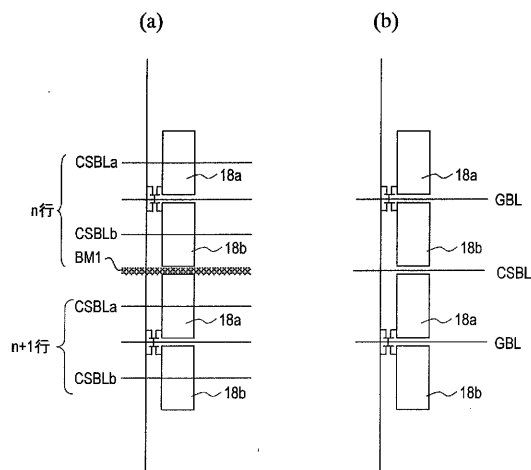 (a)
CSBLa
18a
n行
CSBLb
18b
BM1
CSBLa
18a
n+1行
CSBLb
18b
(b)
18a
GBL
18b
CSBL
18a
GBL
18b